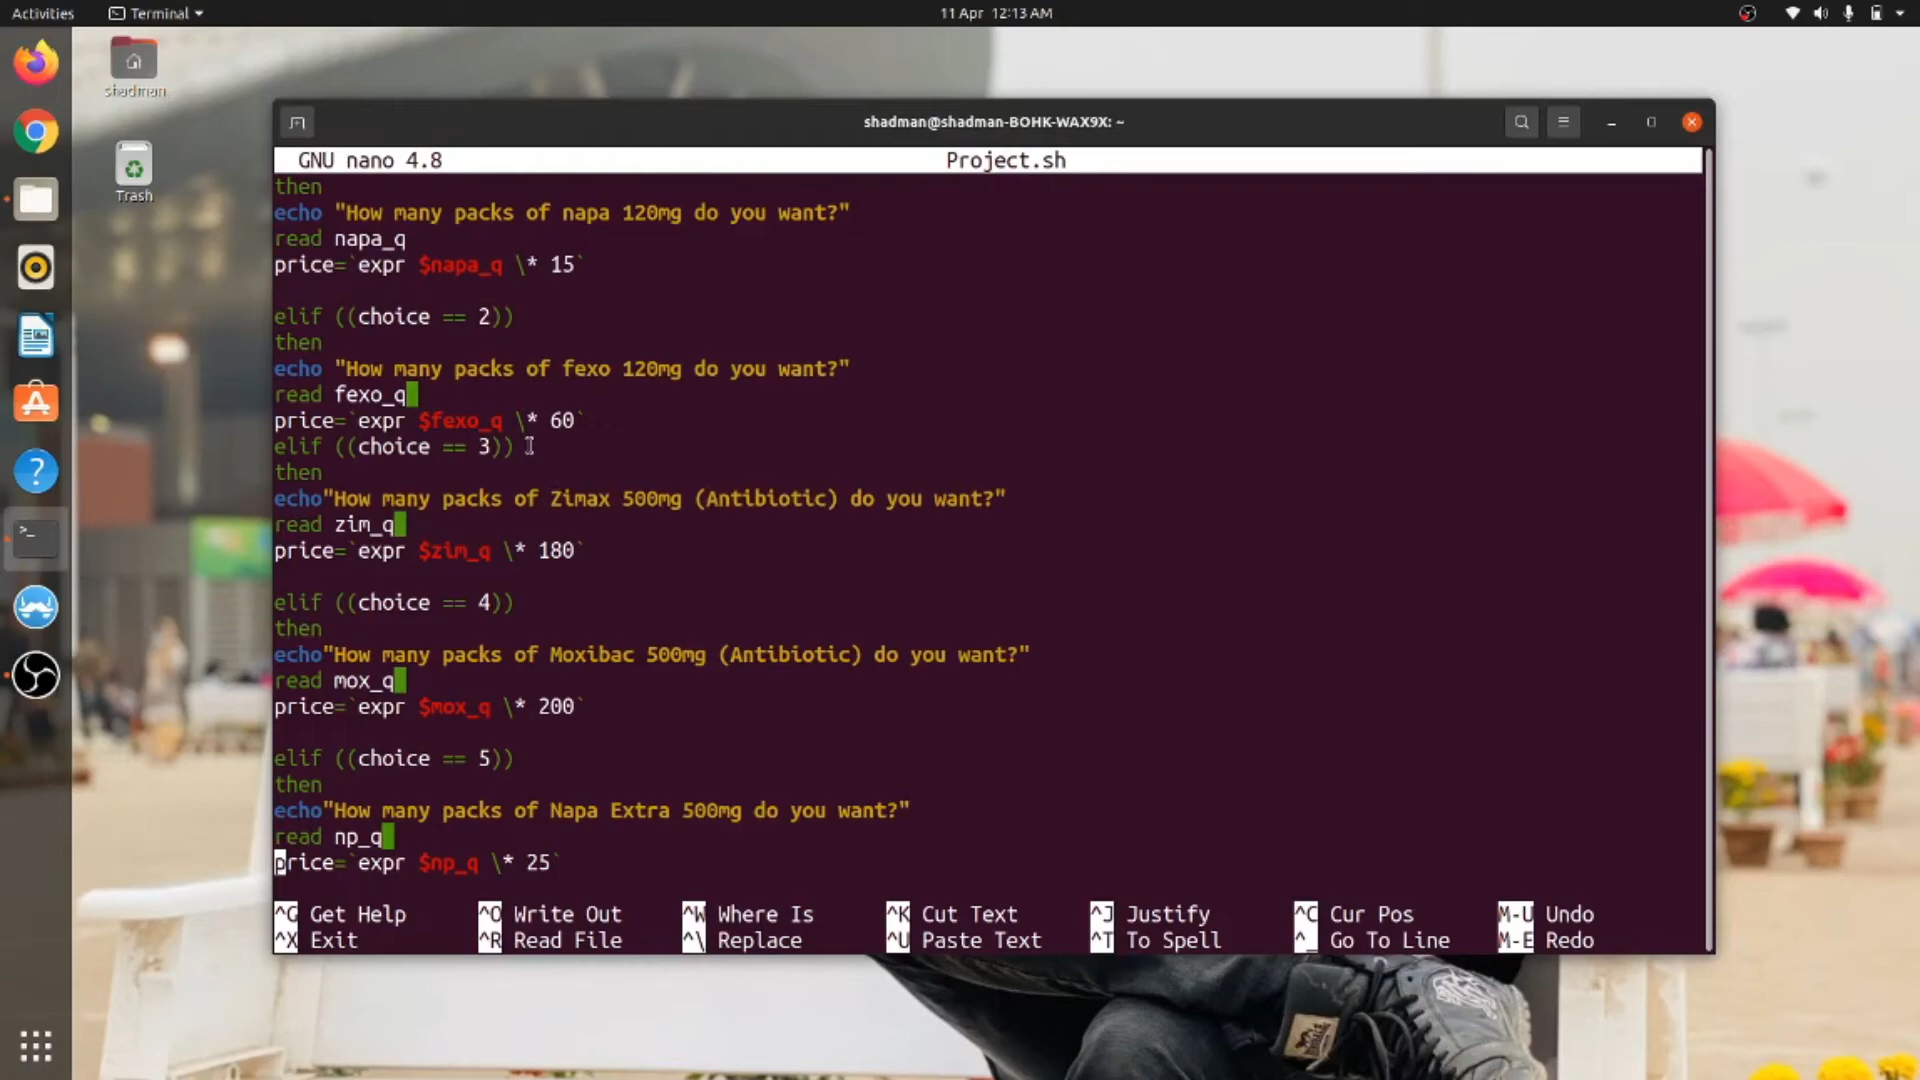 Activities Terminal 11 Apr 12:13 AM
shadman
Trash
shadman@shadman-BOHK-WAX9X: ~
GNU nano 4.8 Project.sh
then
echo "How many packs of napa 120mg do you want?"
read napa_q
price=`expr $napa_q \* 15`
elif ((choice == 2))
then
echo "How many packs of fexo 120mg do you want?"
read fexo_q
price=`expr $fexo_q \* 60`
elif ((choice == 3))
then
echo"How many packs of Zimax 500mg (Antibiotic) do you want?"
read zim_q
price=`expr $zim_q \* 180`
elif ((choice == 4))
then
echo"How many packs of Moxibac 500mg (Antibiotic) do you want?"
read mox_q
price=`expr $mox_q \* 200`
elif ((choice == 5))
then
echo"How many packs of Napa Extra 500mg do you want?"
read np_q
price=`expr $np_q \* 25`
^G Get Help ^O Write Out ^W Where Is ^K Cut Text ^J Justify ^C Cur Pos M-U Undo
^X Exit ^R Read File ^\ Replace ^U Paste Text ^T To Spell ^_ Go To Line M-E Redo